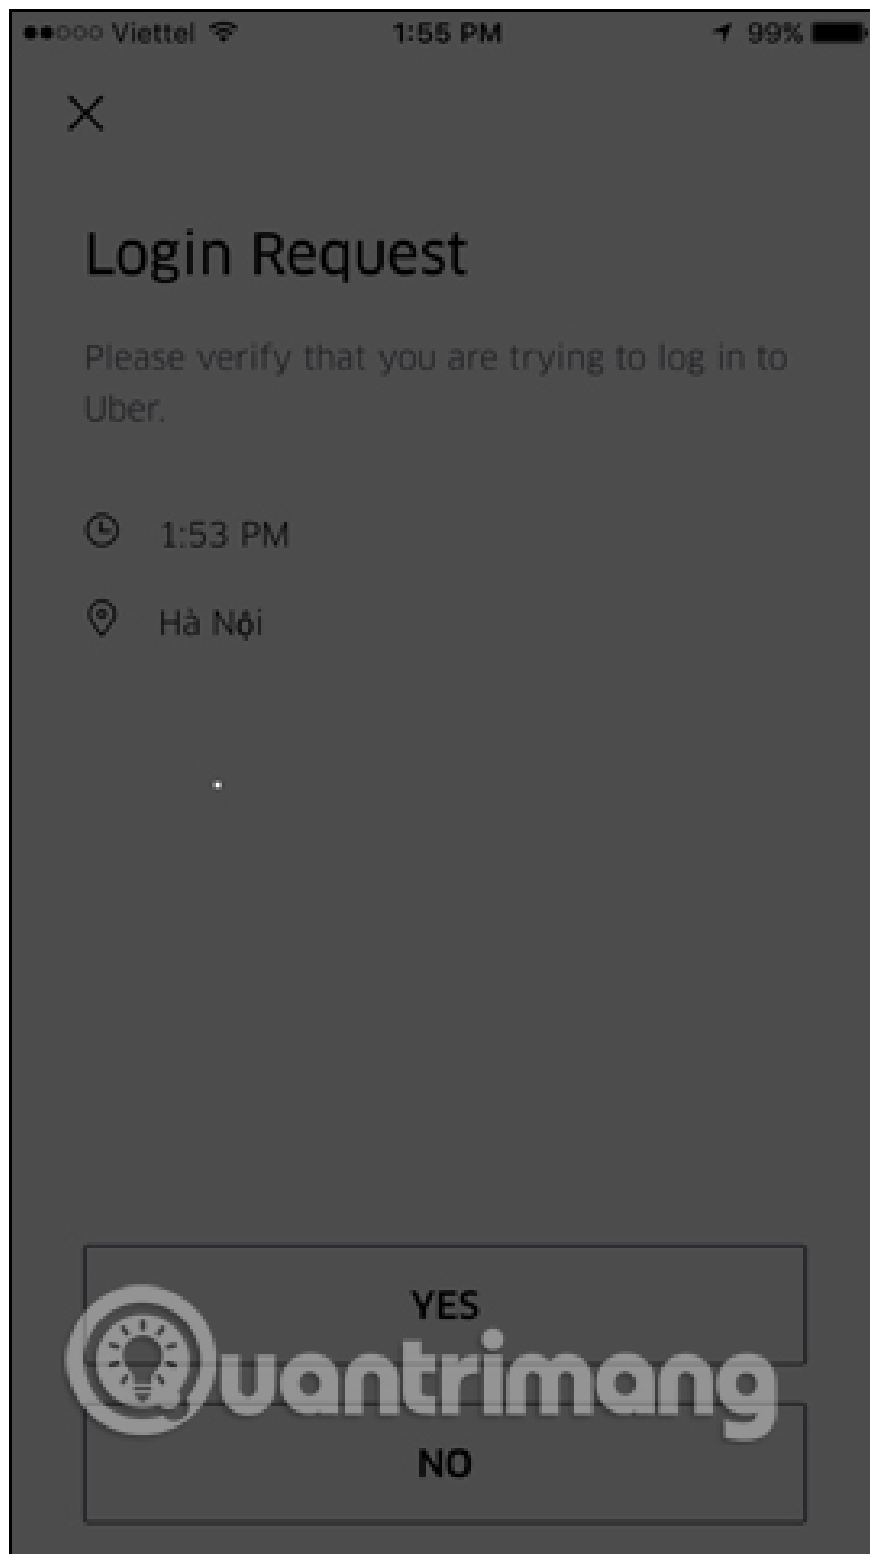 Viettel 1:55 PM 99%
Login Request
Please verify that you are trying to log in to
Uber.
1:53 PM
Hà Nội
YES
Quantrimang
NO